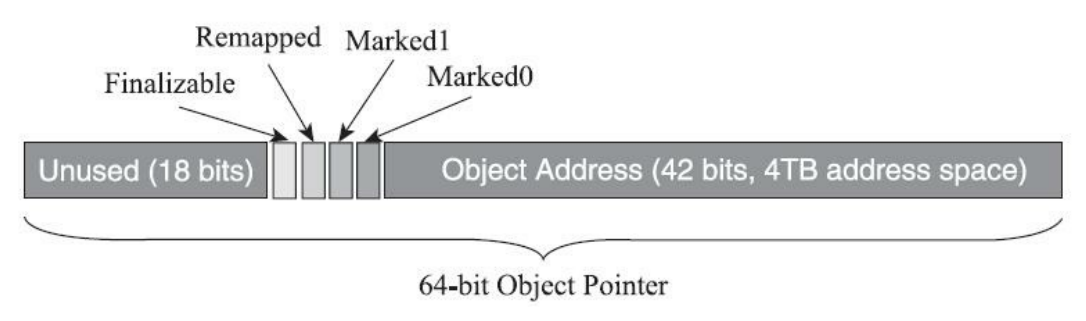 Remapped
Marked1
Finalizable
Marked0
Unused (18 bits)
Object Address (42 bits, 4TB address space)
64-bit Object Pointer